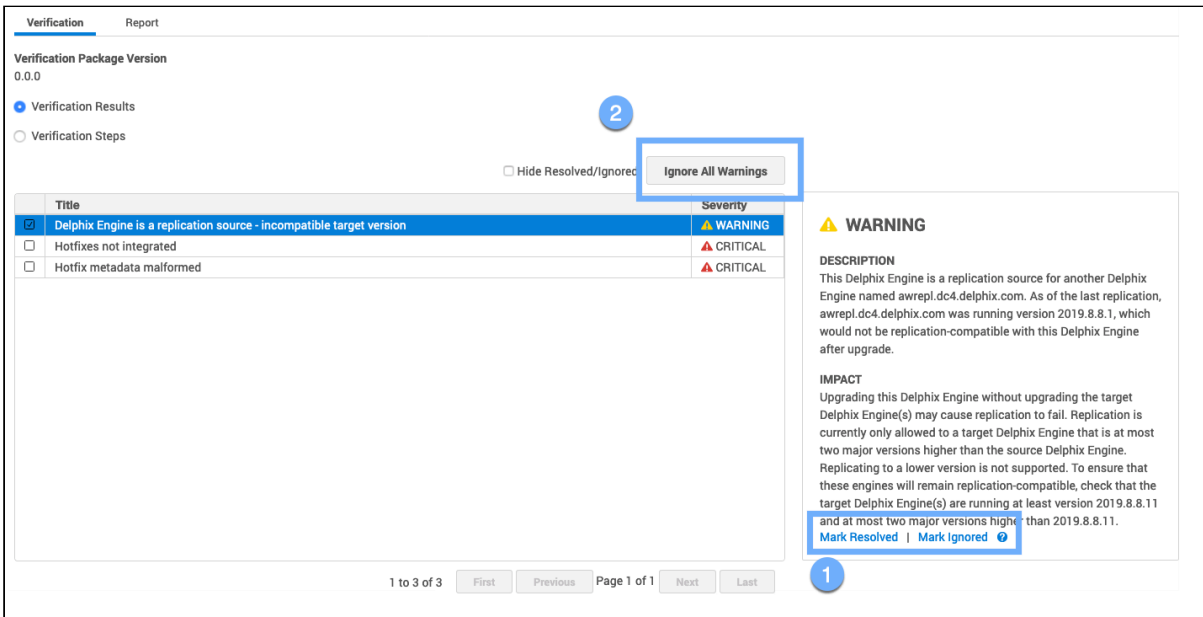 Verification Report
Verification Package Version
0.0.0
Verification Results
2
Verification Steps
Hide Resolved/Ignored Ignore All Warnings
Title Severity
Delphix Engine is a replication source - incompatible target version WARNING
Hotfixes not integrated CRITICAL
Hotfix metadata malformed CRITICAL
WARNING
DESCRIPTION
This Delphix Engine is a replication source for another Delphix
Engine named awrepl.dc4.delphix.com. As of the last replication,
awrepl.dc4.delphix.com was running version 2019.8.8.1, which
would not be replication-compatible with this Delphix Engine
after upgrade.
IMPACT
Upgrading this Delphix Engine without upgrading the target
Delphix Engine(s) may cause replication to fail. Replication is
currently only allowed to a target Delphix Engine that is at most
two major versions higher than the source Delphix Engine.
Replicating to a lower version is not supported. To ensure that
these engines will remain replication-compatible, check that the
target Delphix Engine(s) are running at least version 2019.8.8.11
and at most two major versions higher than 2019.8.8.11.
Mark Resolved | Mark Ignored ?
1
1 to 3 of 3 First Previous Page 1 of 1 Next Last